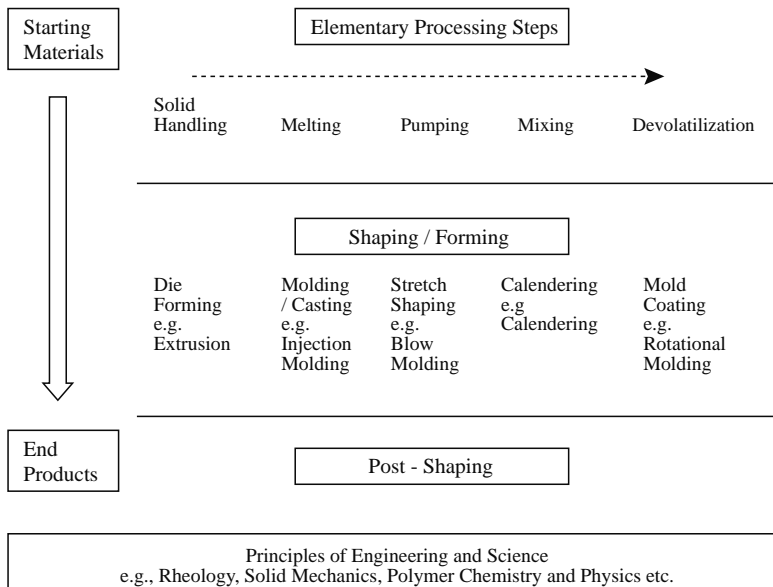 Starting
Materials
Elementary Processing Steps
Solid
Handling
Melting
Pumping
Mixing
Devolatilization
Shaping / Forming
Die
Forming
e.g.
Extrusion
Molding
/ Casting
e.g.
Injection
Molding
Stretch
Shaping
e.g.
Blow
Molding
Calendering
e.g
Calendering
Mold
Coating
e.g.
Rotational
Molding
End
Products
Post - Shaping
Principles of Engineering and Science
e.g., Rheology, Solid Mechanics, Polymer Chemistry and Physics etc.